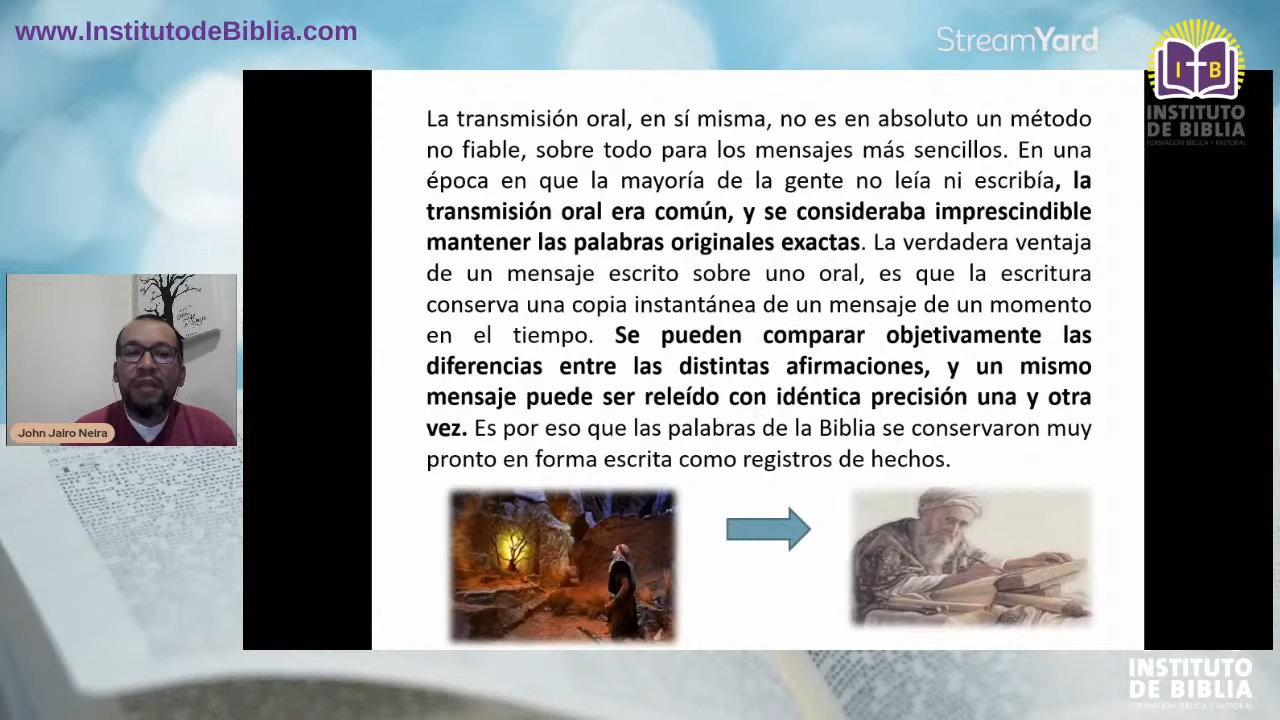 www.InstitutodeBiblia.com
StreamYard
I B
INSTITUTO
DE BIBLIA
FORMACIÓN BÍBLICA Y PASTORAL
La transmisión oral, en sí misma, no es en absoluto un método
no fiable, sobre todo para los mensajes más sencillos. En una
época en que la mayoría de la gente no leía ni escribía, la
transmisión oral era común, y se consideraba imprescindible
mantener las palabras originales exactas. La verdadera ventaja
de un mensaje escrito sobre uno oral, es que la escritura
conserva una copia instantánea de un mensaje de un momento
en el tiempo. Se pueden comparar objetivamente las
diferencias entre las distintas afirmaciones, y un mismo
mensaje puede ser releído con idéntica precisión una y otra
vez. Es por eso que las palabras de la Biblia se conservaron muy
pronto en forma escrita como registros de hechos.
John Jairo Neira
INSTITUTO
DE BIBLIA
FORMACIÓN BÍBLICA Y PASTORAL